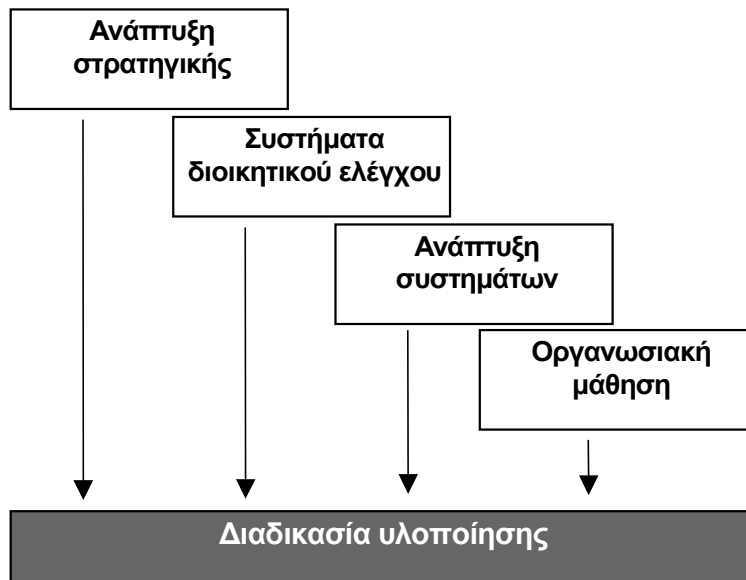 Ανάπτυξη
στρατηγικής
Συστήματα
διοικητικού ελέγχου
Ανάπτυξη
συστημάτων
Οργανωσιακή
μάθηση
Διαδικασία υλοποίησης